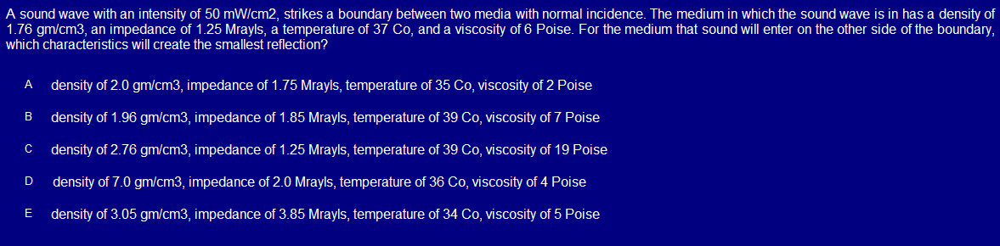 A sound wave with an intensity of 50 mW/cm2, strikes a boundary between two media with normal incidence. The medium in which the sound wave is in has a density of
1.76 gm/cm3, an impedance of 1.25 Mrayls, a temperature of 37 Co, and a viscosity of 6 Poise. For the medium that sound will enter on the other side of the boundary,
which characteristics will create the smallest reflection?
A density of 2.0 gm/cm3, impedance of 1.75 Mrayls, temperature of 35 Co, viscosity of 2 Poise
B density of 1.96 gm/cm3, impedance of 1.85 Mrayls, temperature of 39 Co, viscosity of 7 Poise
C density of 2.76 gm/cm3, impedance of 1.25 Mrayls, temperature of 39 Co, viscosity of 19 Poise
D density of 7.0 gm/cm3, impedance of 2.0 Mrayls, temperature of 36 Co, viscosity of 4 Poise
E density of 3.05 gm/cm3, impedance of 3.85 Mrayls, temperature of 34 Co, viscosity of 5 Poise